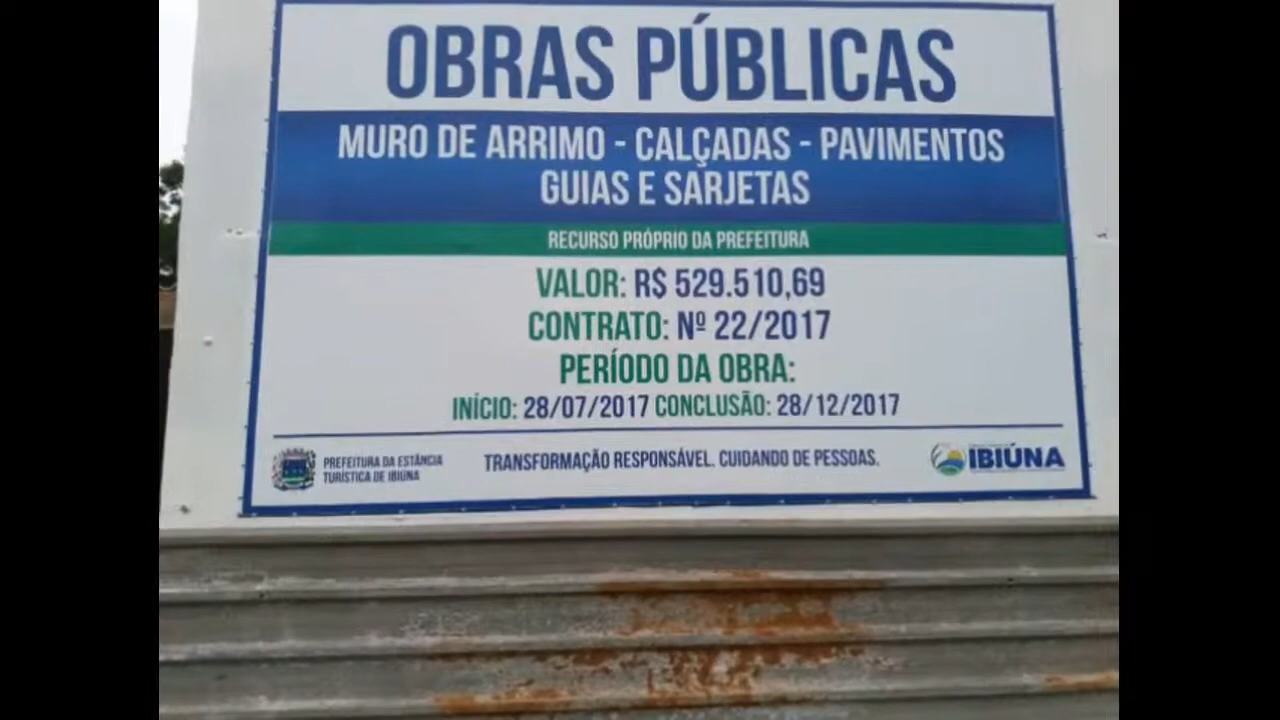 OBRAS PÚBLICAS
MURO DE ARRIMO - CALÇADAS - PAVIMENTOS
GUIAS E SARJETAS
RECURSO PRÓPRIO DA PREFEITURA
VALOR: R$ 529.510,69
CONTRATO: Nº 22/2017
PERÍODO DA OBRA:
INÍCIO: 28/07/2017 CONCLUSÃO: 28/12/2017
PREFEITURA DA ESTÂNCIA
TURÍSTICA DE IBIÚNA
TRANSFORMAÇÃO RESPONSÁVEL. CUIDANDO DE PESSOAS.
IBIÚNA